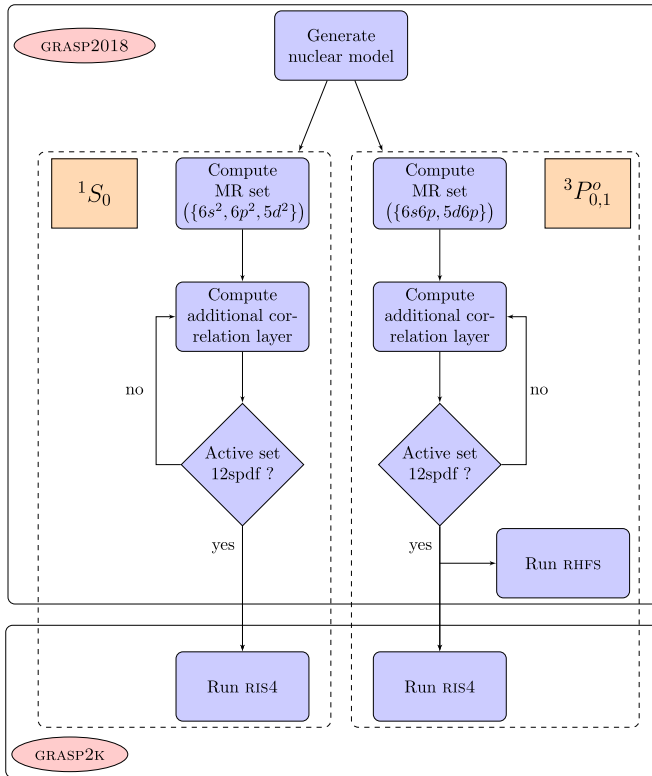 GRASP2018
Generate
nuclear model
¹S₀
Compute
MR set
({6s², 6p², 5d²})
Compute
MR set
({6s6p, 5d6p})
³Pᵒ₀,₁
Compute
additional cor-
relation layer
Compute
additional cor-
relation layer
no
no
Active set
12spdf ?
Active set
12spdf ?
yes
yes
Run RHFS
Run RIS4
Run RIS4
GRASP2K